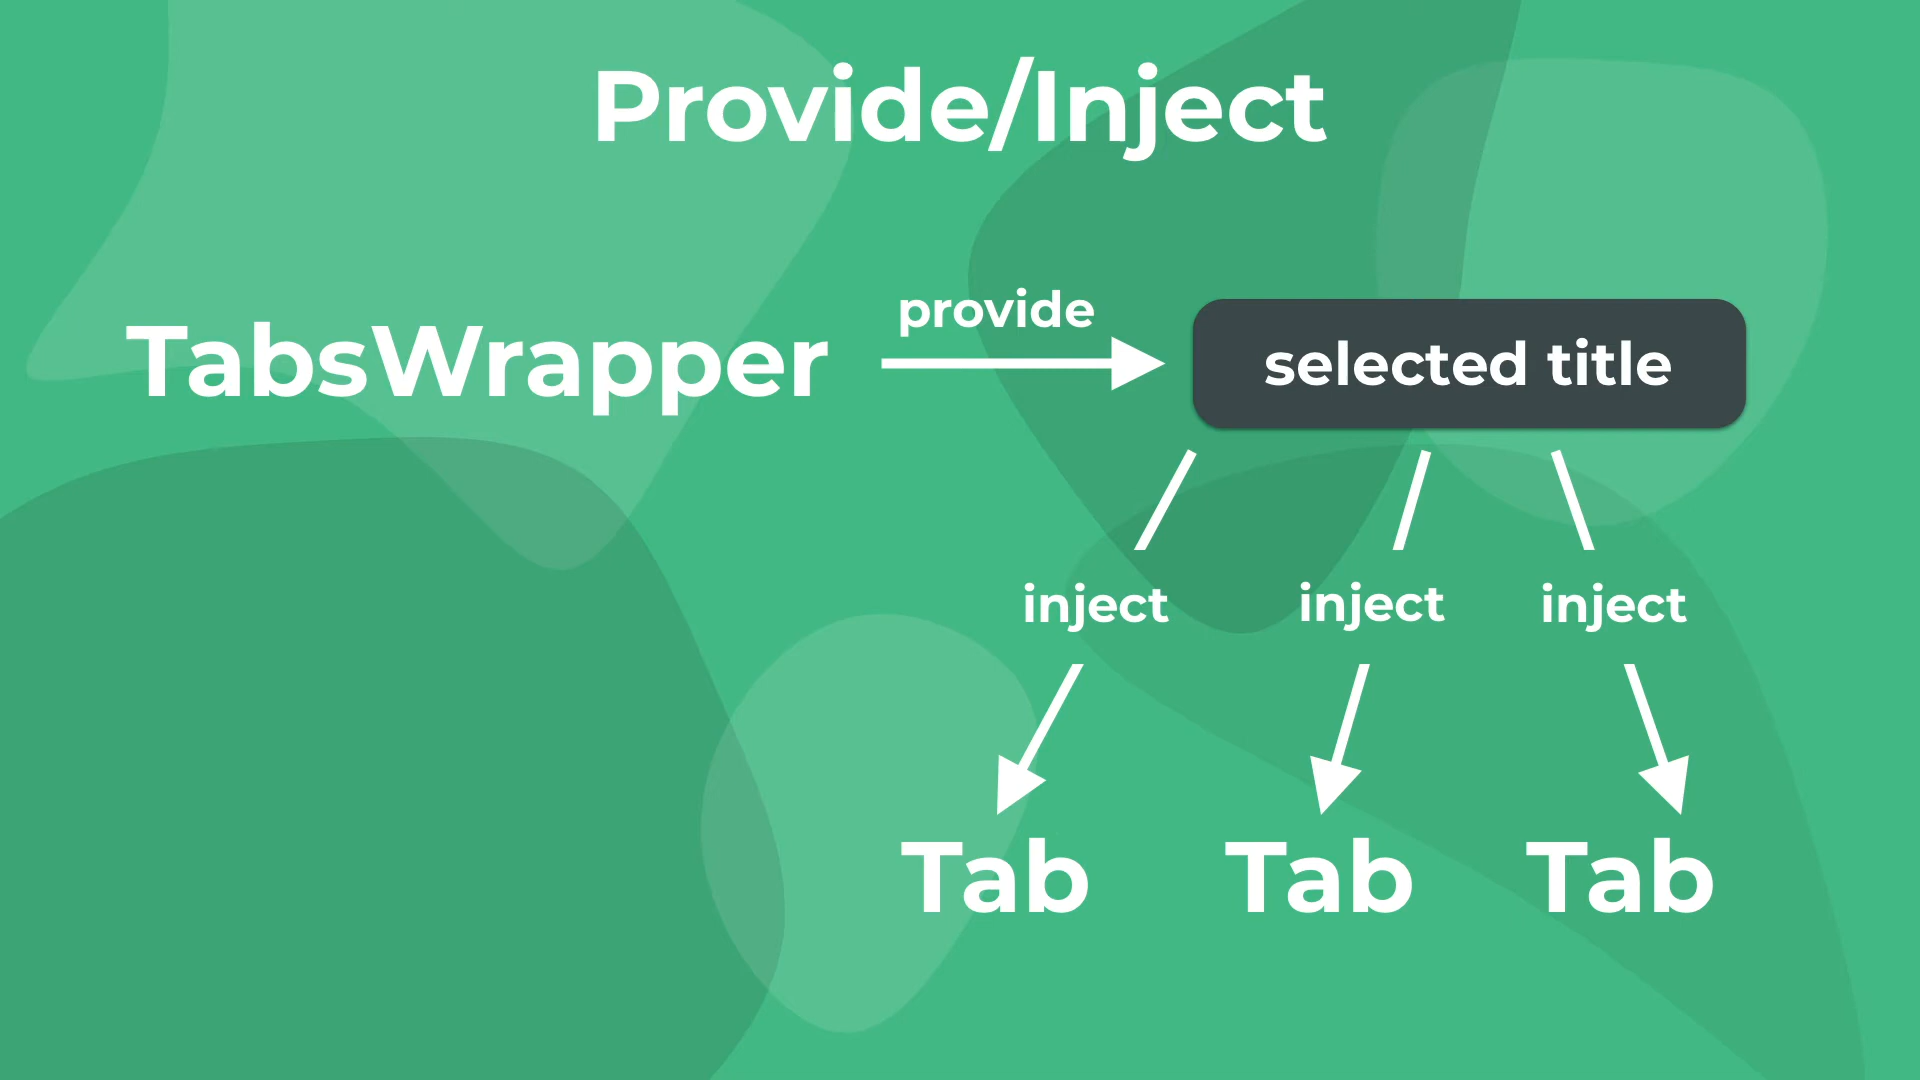 Provide/Inject
provide
TabsWrapper
selected title
inject
inject
inject
Tab
Tab
Tab